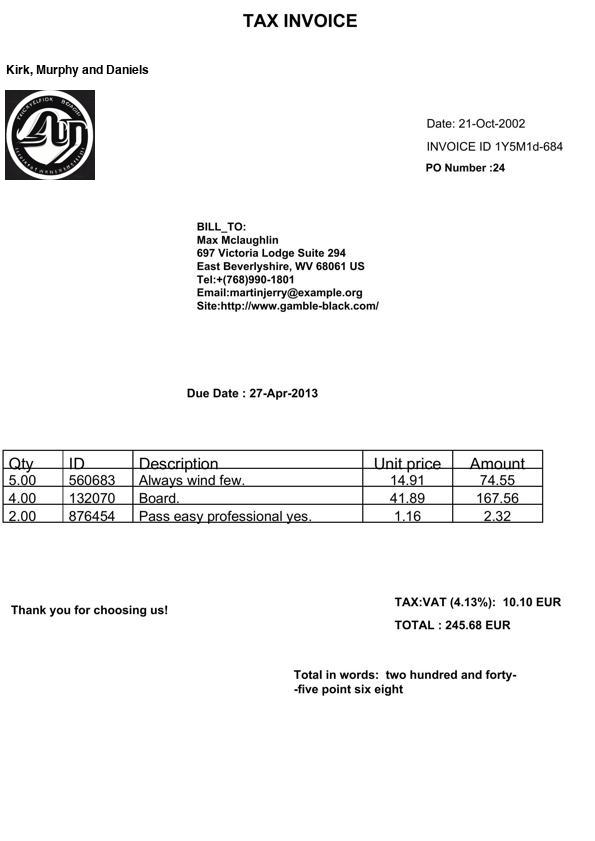 TAX INVOICE
Kirk, Murphy and Daniels
Date: 21-Oct-2002
INVOICE ID 1Y5M1d-684
PO Number :24
BILL_TO:
Max Mclaughlin
697 Victoria Lodge Suite 294
East Beverlyshire, WV 68061 US
Tel:+(768)990-1801
Email:martinjerry@example.org
Site:http://www.gamble-black.com/
Due Date : 27-Apr-2013
Qty ID Description Unit price Amount
5.00 560683 Always wind few. 14.91 74.55
4.00 132070 Board. 41.89 167.56
2.00 876454 Pass easy professional yes. 1.16 2.32
TAX:VAT (4.13%): 10.10 EUR
Thank you for choosing us!
TOTAL : 245.68 EUR
Total in words: two hundred and forty-
-five point six eight